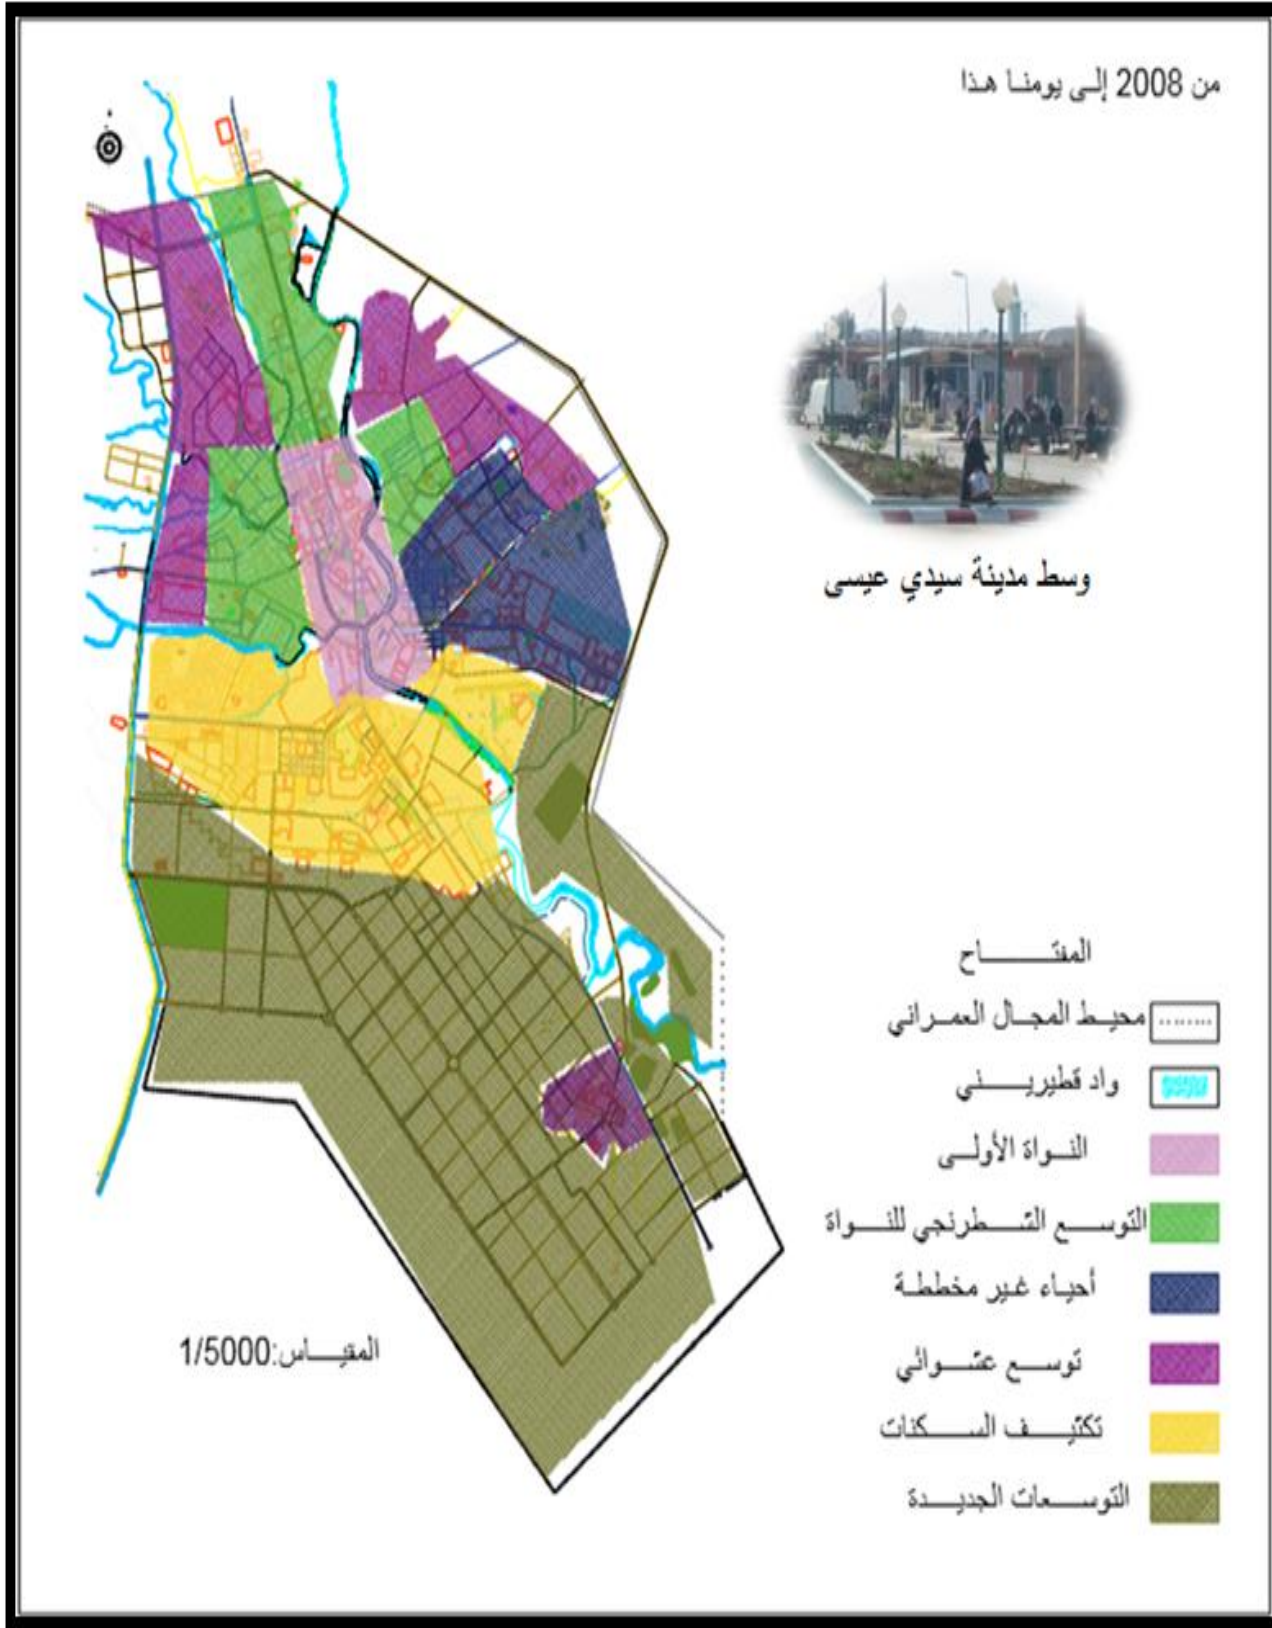 من 2008 إلى يومنا هذا
وسط مدينة سيدي عيسى
المفتاح
محيط المجال العمراني
واد قطيريني
النواة الأولى
التوسع الشطرنجي للنواة
أحياء غير مخططة
توسع عشوائي
تكثيف السكنات
التوسعات الجديدة
المقياس:1/5000